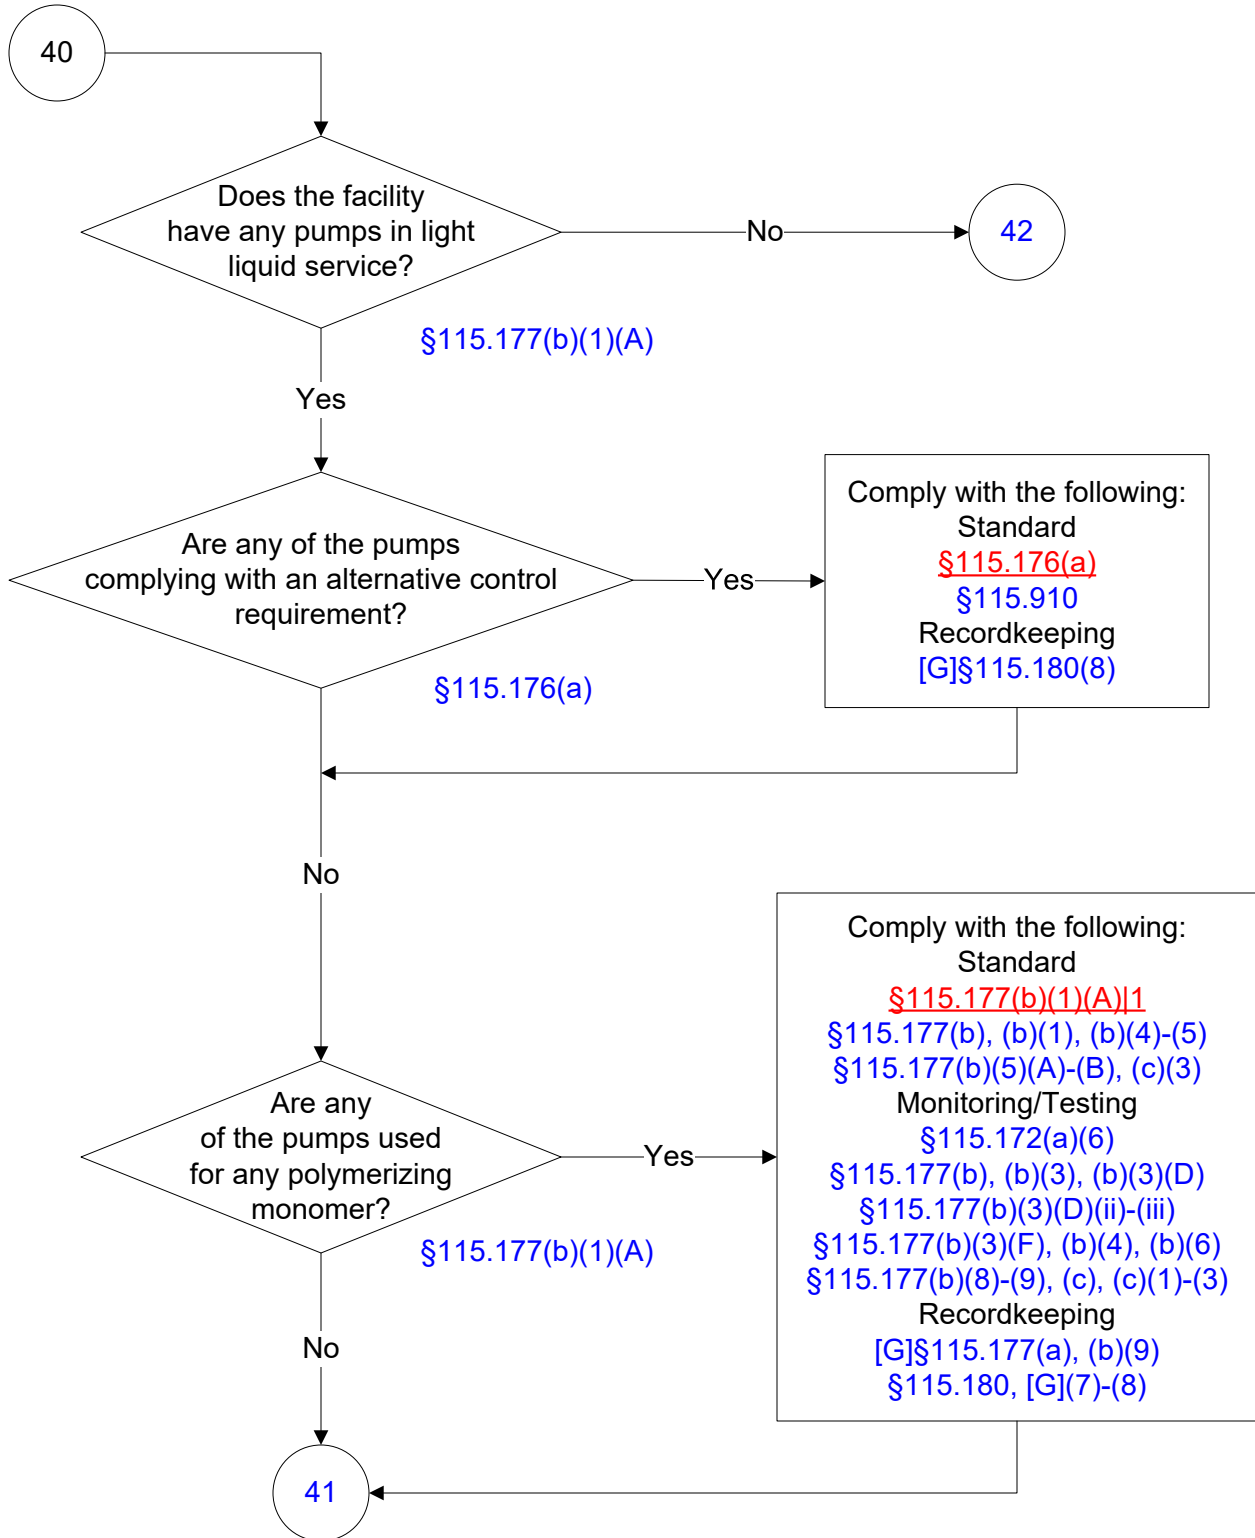 40
Does the facility
have any pumps in light
liquid service?
No
42
§115.177(b)(1)(A)
Yes
Are any of the pumps
complying with an alternative control
requirement?
Yes
§115.176(a)
Comply with the following:
Standard
§115.176(a)
§115.910
Recordkeeping
[G]§115.180(8)
No
Are any
of the pumps used
for any polymerizing
monomer?
Yes
§115.177(b)(1)(A)
Comply with the following:
Standard
§115.177(b)(1)(A)|1
§115.177(b), (b)(1), (b)(4)-(5)
§115.177(b)(5)(A)-(B), (c)(3)
Monitoring/Testing
§115.172(a)(6)
§115.177(b), (b)(3), (b)(3)(D)
§115.177(b)(3)(D)(ii)-(iii)
§115.177(b)(3)(F), (b)(4), (b)(6)
§115.177(b)(8)-(9), (c), (c)(1)-(3)
Recordkeeping
[G]§115.177(a), (b)(9)
§115.180, [G](7)-(8)
No
41